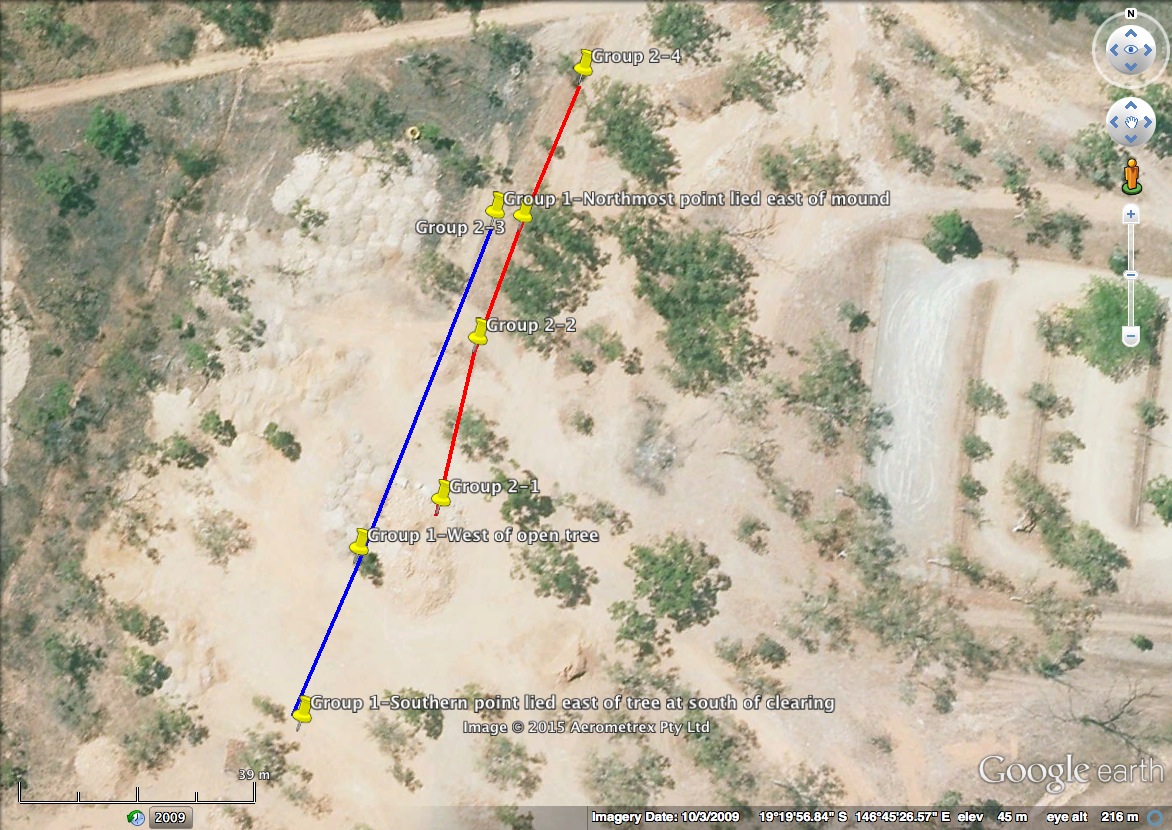 N
Group 2-4
Group 1-Northmost point lied east of mound
Group 2-3
Group 2-2
Group 2-1
Group 1-West of open tree
Group 1-Southern point lied east of tree at south of clearing
Image © 2015 Aerometrex Pty Ltd
Google earth
39 m
2009
Imagery Date: 10/3/2009 19°19'56.84" S 146°45'26.57" E elev 45 m eye alt 216 m